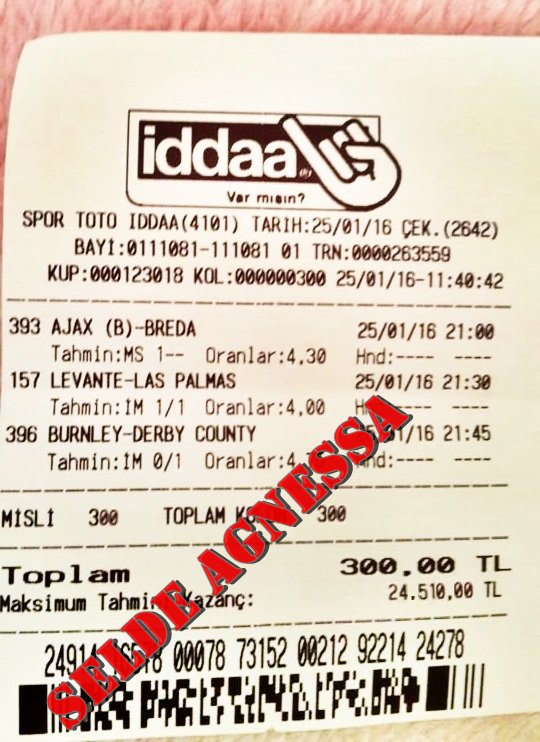 iddaa
Var mısın?
SPOR TOTO IDDAA(4101) TARİH:25/01/16 ÇEK.(2642)
BAYİ:0111081-111081 01 TRN:0000263559
KUP:000123018 KOL:000000300 25/01/16-11:40:42
393 AJAX (B)-BREDA 25/01/16 21:00
Tahmin:MS 1-- Oranlar:4,30 Hnd:---- ----
157 LEVANTE-LAS PALMAS 25/01/16 21:30
Tahmin:İM 1/1 Oranlar:4,00 ---- ----
396 BURNLEY-DERBY COUNTY /16 21:45
Tahmin:İM 0/1 Oranlar:4, ---- ----
MİSLİ 300 TOPLAM 300
Toplam 300,00 TL
Maksimum Kazanç: 24.510,00 TL
00078 73152 00212 92214 24278
SELDE AGNESSA